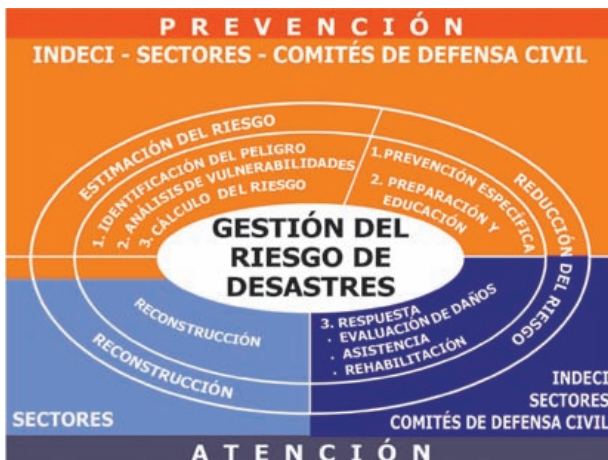 PREVENCIÓN
INDECI - SECTORES - COMITÉS DE DEFENSA CIVIL
ESTIMACIÓN DEL RIESGO
1. IDENTIFICACIÓN DEL PELIGRO
2. ANÁLISIS DE VULNERABILIDADES
3. CÁLCULO DEL RIESGO
1. PREVENCIÓN ESPECÍFICA
2. PREPARACIÓN Y
EDUCACIÓN
REDUCCIÓN DEL RIESGO
GESTIÓN DEL
RIESGO DE
DESASTRES
RECONSTRUCCIÓN
RECONSTRUCCIÓN
3. RESPUESTA
. EVALUACIÓN DE DAÑOS
. ASISTENCIA
. REHABILITACIÓN
SECTORES
INDECI
SECTORES
COMITÉS DE DEFENSA CIVIL
ATENCIÓN